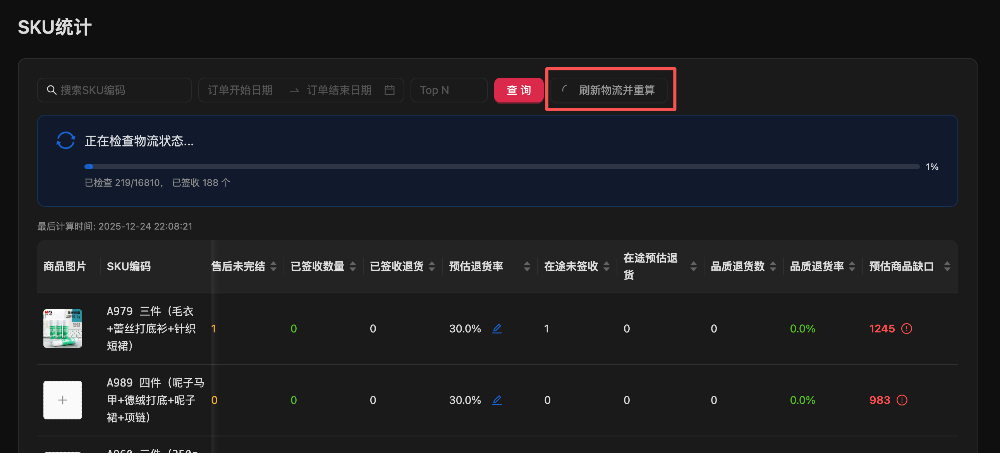 SKU统计
搜索SKU编码
订单开始日期
订单结束日期
Top N
查 询
刷新物流并重算
正在检查物流状态...
1%
已检查 219/16810， 已签收 188 个
最后计算时间: 2025-12-24 22:08:21
商品图片 SKU编码 售后未完结 已签收数量 已签收退货 预估退货率 在途未签收 在途预估退货 品质退货数 品质退货率 预估商品缺口
M&G
晨光顺滑
固体胶 9g
A979 三件（毛衣
+蕾丝打底衫+针织
短裙）
1 0 0 30.0% 1 0 0 0.0% 1245
A989 四件（呢子马
甲+德绒打底+呢子
裙+项链）
0 0 0 30.0% 0 0 0 0.0% 983